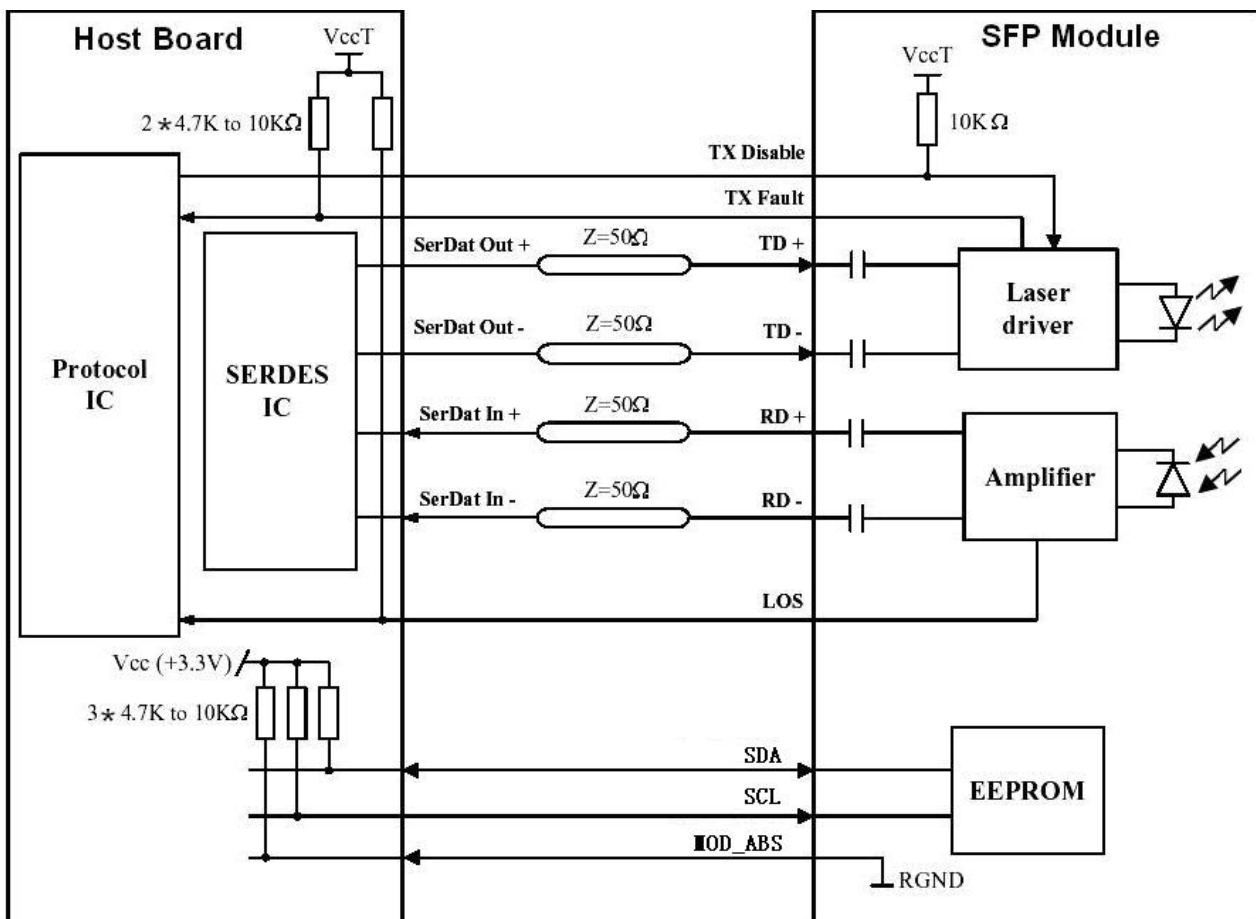 Host Board
SFP Module
VccT
VccT
2*4.7K to 10KΩ
10KΩ
TX Disable
TX Fault
SerDat Out +
Z=50Ω
TD +
SerDat Out -
Z=50Ω
TD -
Laser
driver
Protocol
IC
SERDES
IC
SerDat In +
Z=50Ω
RD +
SerDat In -
Z=50Ω
RD -
Amplifier
LOS
Vcc (+3.3V)
3*4.7K to 10KΩ
SDA
SCL
EEPROM
MOD_ABS
RGND